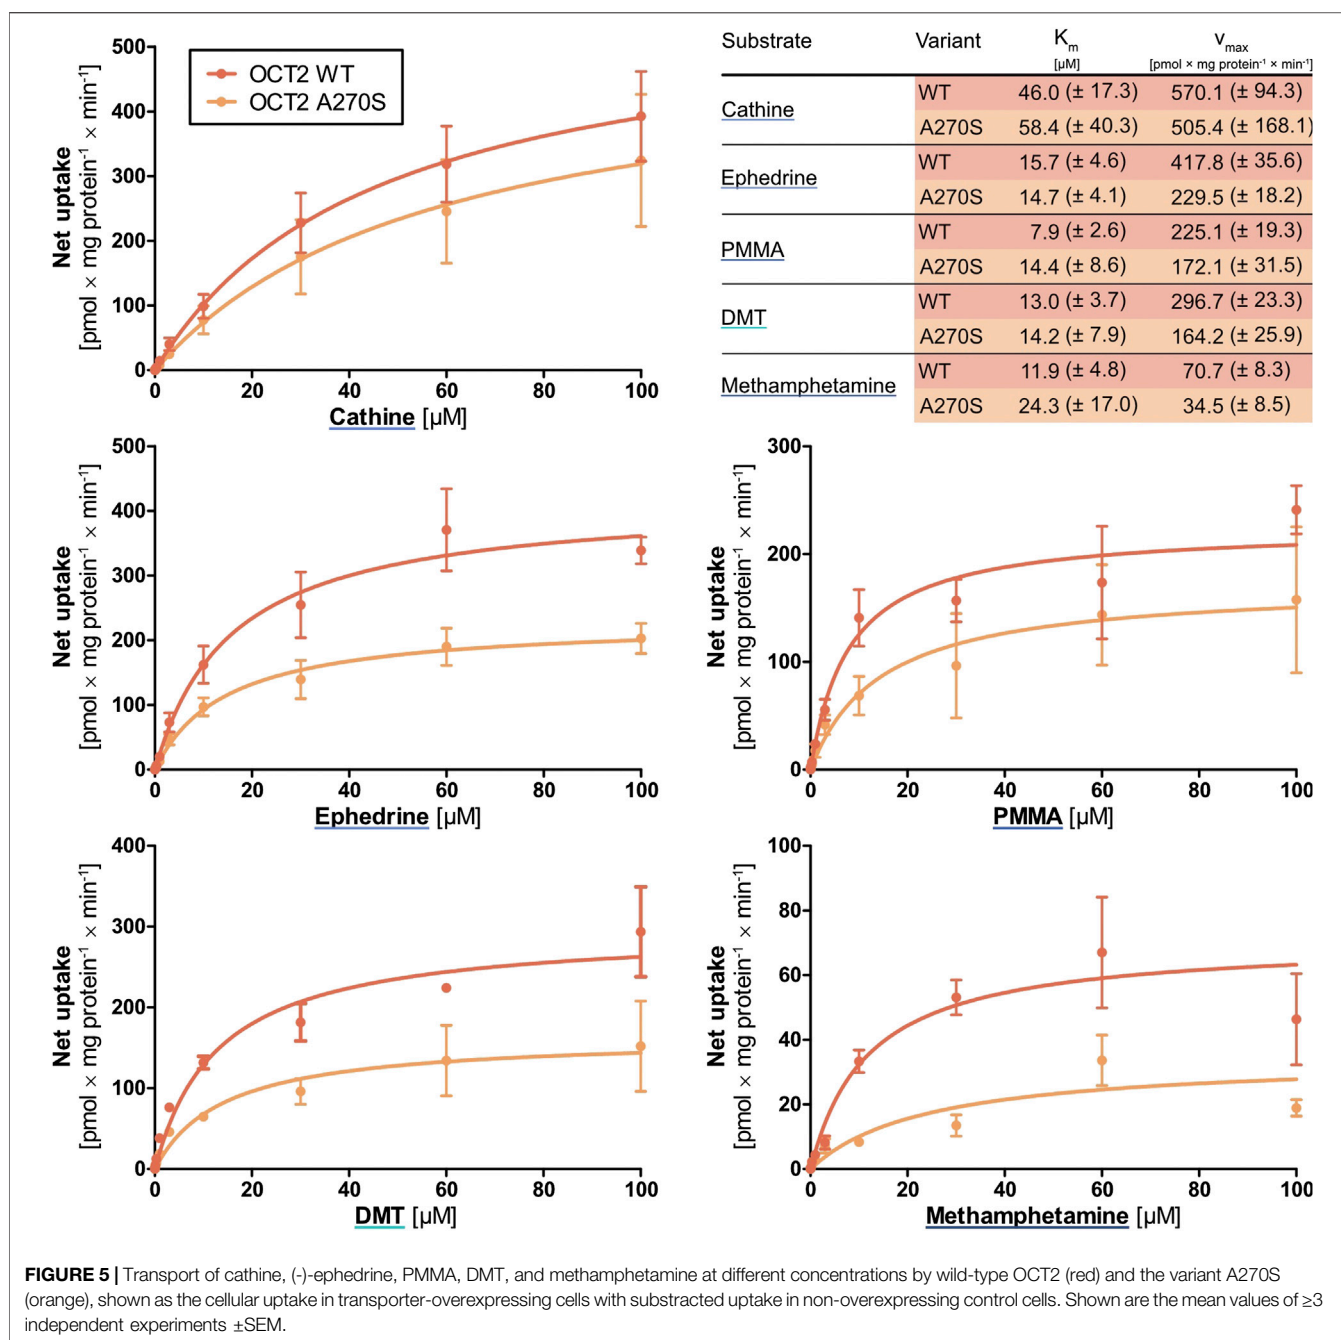 500
400
300
200
100
0
Net uptake
[pmol × mg protein⁻¹ × min⁻¹]
OCT2 WT
OCT2 A270S
0 20 40 60 80 100
Cathine [µM]
Substrate Variant Kₘ vₘₐₓ
[µM] [pmol × mg protein⁻¹ × min⁻¹]
Cathine WT 46.0 (± 17.3) 570.1 (± 94.3)
A270S 58.4 (± 40.3) 505.4 (± 168.1)
Ephedrine WT 15.7 (± 4.6) 417.8 (± 35.6)
A270S 14.7 (± 4.1) 229.5 (± 18.2)
PMMA WT 7.9 (± 2.6) 225.1 (± 19.3)
A270S 14.4 (± 8.6) 172.1 (± 31.5)
DMT WT 13.0 (± 3.7) 296.7 (± 23.3)
A270S 14.2 (± 7.9) 164.2 (± 25.9)
Methamphetamine WT 11.9 (± 4.8) 70.7 (± 8.3)
A270S 24.3 (± 17.0) 34.5 (± 8.5)
500
400
300
200
100
0
Net uptake
[pmol × mg protein⁻¹ × min⁻¹]
0 20 40 60 80 100
Ephedrine [µM]
300
200
100
0
Net uptake
[pmol × mg protein⁻¹ × min⁻¹]
0 20 40 60 80 100
PMMA [µM]
400
300
200
100
0
Net uptake
[pmol × mg protein⁻¹ × min⁻¹]
0 20 40 60 80 100
DMT [µM]
100
80
60
40
20
0
Net uptake
[pmol × mg protein⁻¹ × min⁻¹]
0 20 40 60 80 100
Methamphetamine [µM]
FIGURE 5 | Transport of cathine, (-)-ephedrine, PMMA, DMT, and methamphetamine at different concentrations by wild-type OCT2 (red) and the variant A270S
(orange), shown as the cellular uptake in transporter-overexpressing cells with substracted uptake in non-overexpressing control cells. Shown are the mean values of ≥3
independent experiments ±SEM.